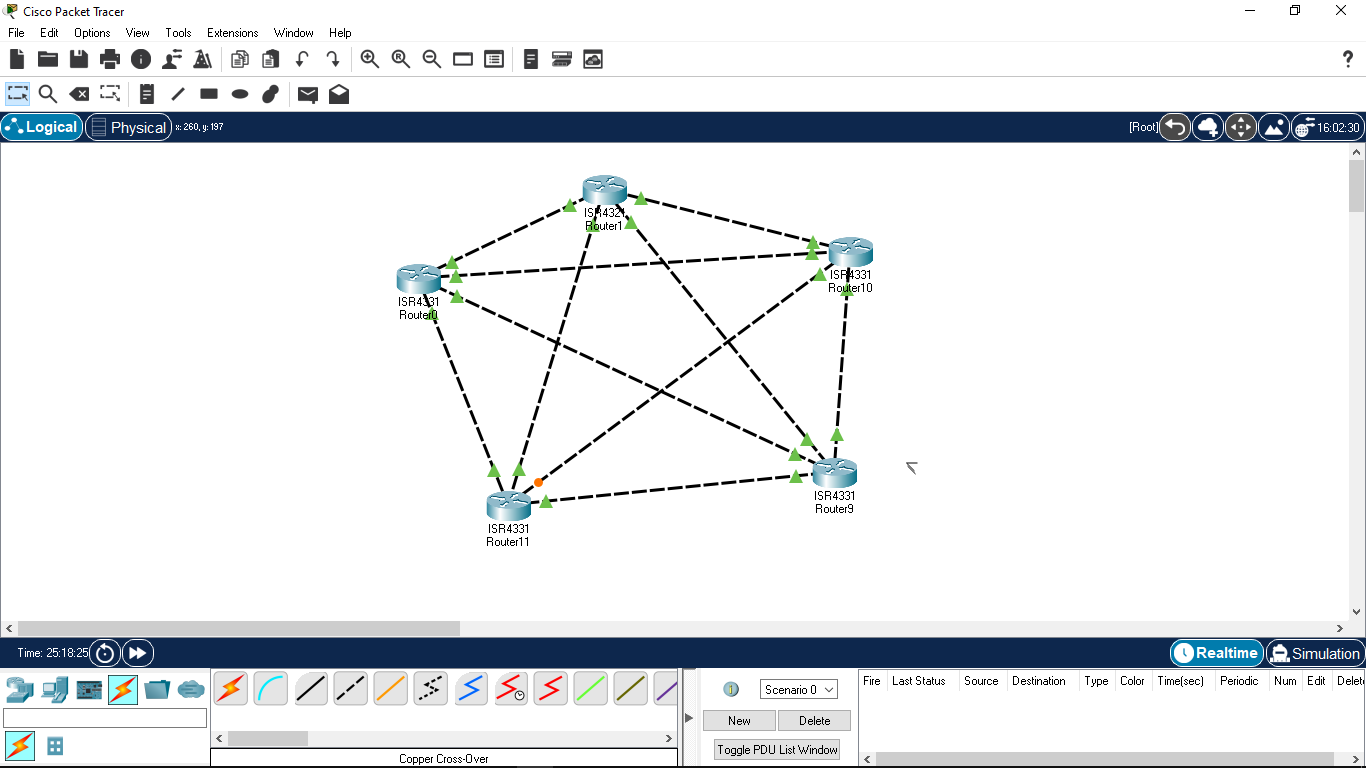 Cisco Packet Tracer
File Edit Options View Tools Extensions Window Help
Logical Physical x: 260, y: 197 [Root] 16:02:30
ISR4321
Router1
ISR4331
Router10
ISR4331
Router0
ISR4331
Router9
ISR4331
Router11
Time: 25:18:25 Realtime Simulation
Scenario 0
New Delete
Toggle PDU List Window
Fire Last Status Source Destination Type Color Time(sec) Periodic Num Edit Delet
Copper Cross-Over